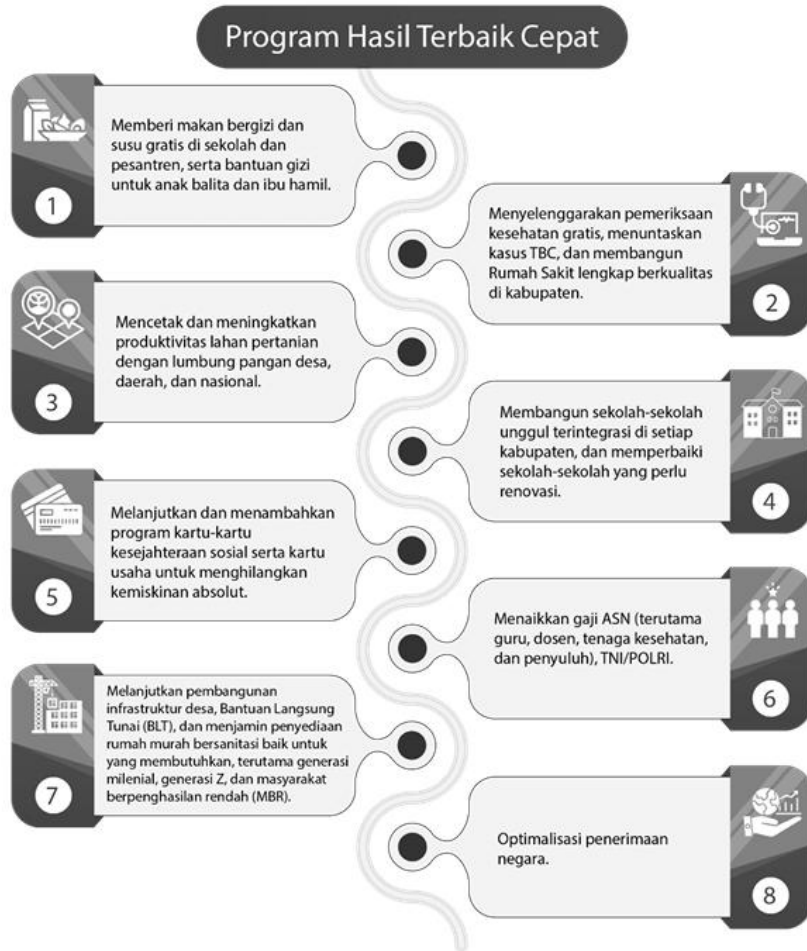 Program Hasil Terbaik Cepat
Memberi makan bergizi dan
susu gratis di sekolah dan
pesantren, serta bantuan gizi
untuk anak balita dan ibu hamil.
1
Menyelenggarakan pemeriksaan
kesehatan gratis, menuntaskan
kasus TBC, dan membangun
Rumah Sakit lengkap berkualitas
di kabupaten.
2
Mencetak dan meningkatkan
produktivitas lahan pertanian
dengan lumbung pangan desa,
daerah, dan nasional.
3
Membangun sekolah-sekolah
unggul terintegrasi di setiap
kabupaten, dan memperbaiki
sekolah-sekolah yang perlu
renovasi.
4
Melanjutkan dan menambahkan
program kartu-kartu
kesejahteraan sosial serta kartu
usaha untuk menghilangkan
kemiskinan absolut.
5
Menaikkan gaji ASN (terutama
guru, dosen, tenaga kesehatan,
dan penyuluh), TNI/POLRI.
6
Melanjutkan pembangunan
infrastruktur desa, Bantuan Langsung
Tunai (BLT), dan menjamin penyediaan
rumah murah bersanitasi baik untuk
yang membutuhkan, terutama generasi
milenial, generasi Z, dan masyarakat
berpenghasilan rendah (MBR).
7
Optimalisasi penerimaan
negara.
8